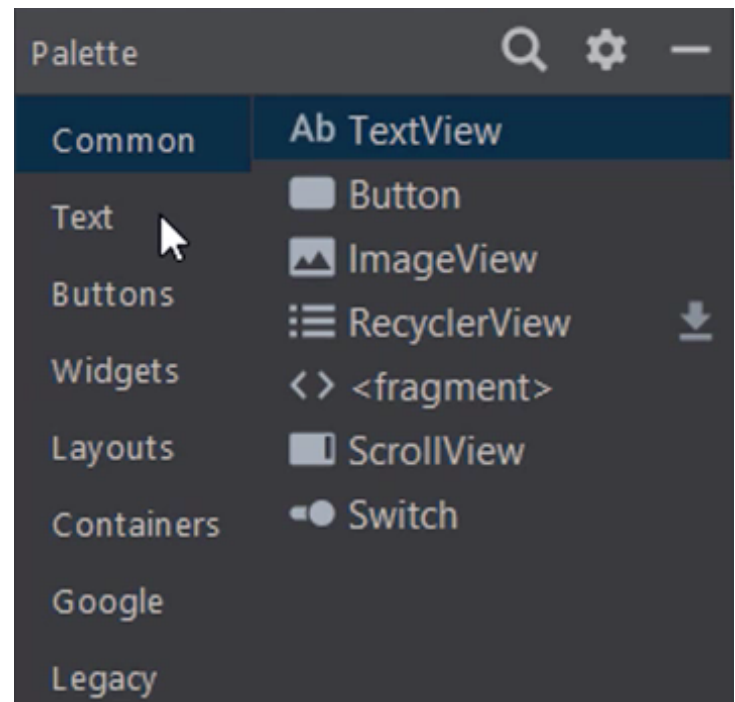 Palette
Common
Text
Buttons
Widgets
Layouts
Containers
Google
Legacy
Ab TextView
Button
ImageView
RecyclerView
<> <fragment>
ScrollView
Switch